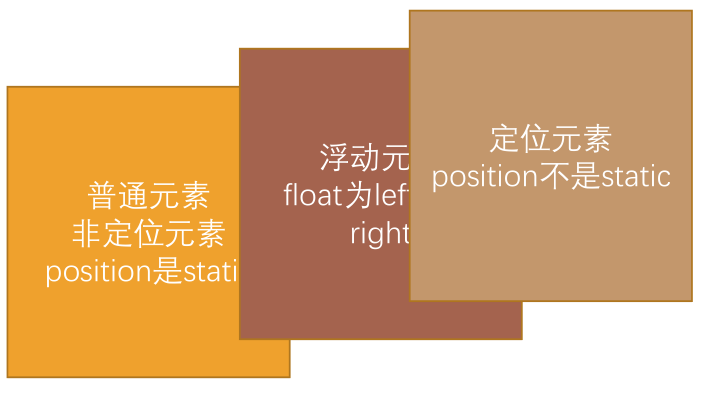 普通元素
非定位元素
position是stati
浮动元
float为lef
right
定位元素
position不是static